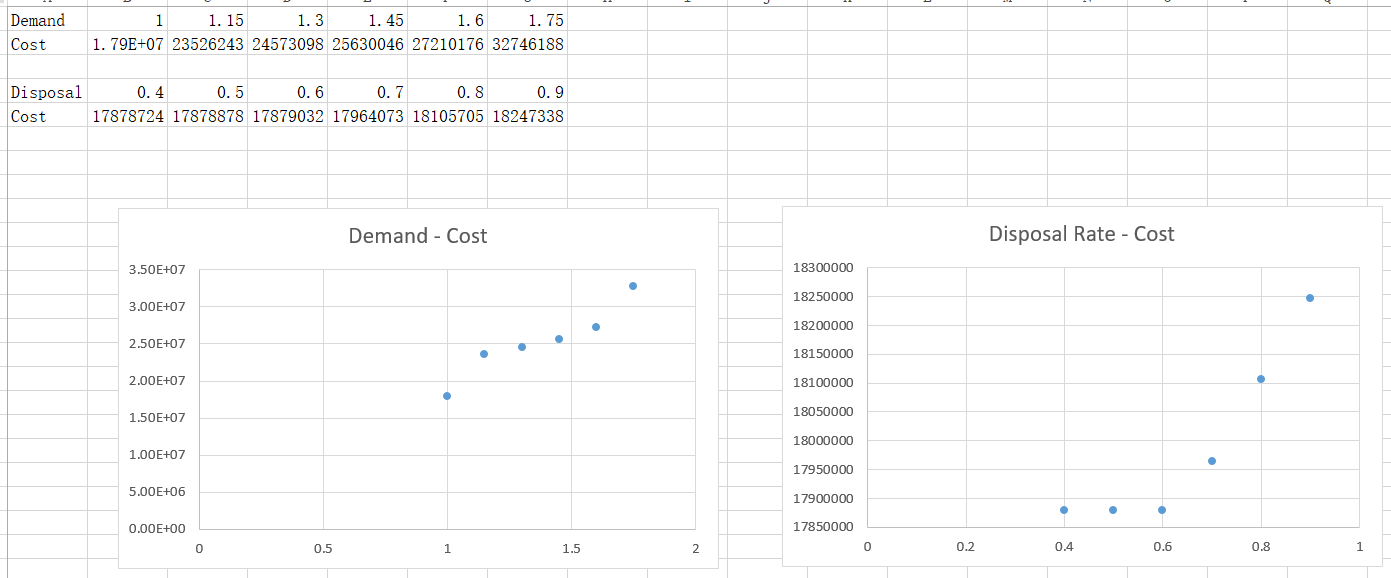 Demand 1 1.15 1.3 1.45 1.6 1.75
Cost 1.79E+07 23526243 24573098 25630046 27210176 32746188
Disposal 0.4 0.5 0.6 0.7 0.8 0.9
Cost 17878724 17878878 17879032 17964073 18105705 18247338
Demand - Cost
3.50E+07
3.00E+07
2.50E+07
2.00E+07
1.50E+07
1.00E+07
5.00E+06
0.00E+00
0 0.5 1 1.5 2
Disposal Rate - Cost
18300000
18250000
18200000
18150000
18100000
18050000
18000000
17950000
17900000
17850000
0 0.2 0.4 0.6 0.8 1